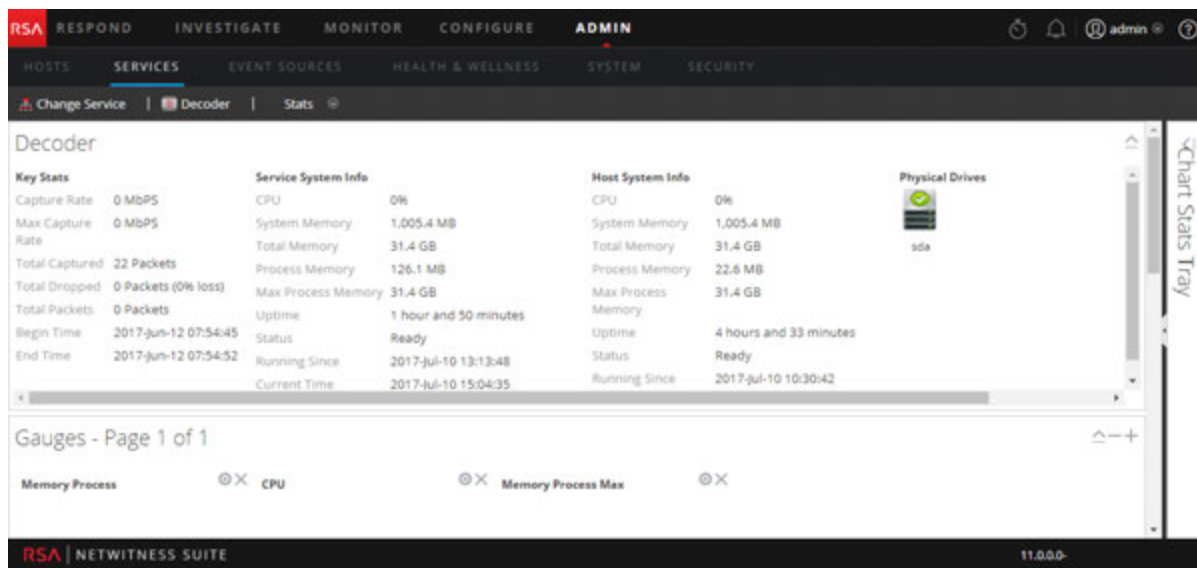 RSA RESPOND INVESTIGATE MONITOR CONFIGURE ADMIN admin
HOSTS SERVICES EVENT SOURCES HEALTH & WELLNESS SYSTEM SECURITY
Change Service | Decoder | Stats
Decoder
Key Stats
Capture Rate 0 MbPS
Max Capture Rate 0 MbPS
Total Captured 22 Packets
Total Dropped 0 Packets (0% loss)
Total Packets 0 Packets
Begin Time 2017-Jun-12 07:54:45
End Time 2017-Jun-12 07:54:52
Service System Info
CPU 0%
System Memory 1,005.4 MB
Total Memory 31.4 GB
Process Memory 126.1 MB
Max Process Memory 31.4 GB
Uptime 1 hour and 50 minutes
Status Ready
Running Since 2017-Jul-10 13:13:48
Current Time 2017-Jul-10 15:04:35
Host System Info
CPU 0%
System Memory 1,005.4 MB
Total Memory 31.4 GB
Process Memory 22.6 MB
Max Process Memory 31.4 GB
Uptime 4 hours and 33 minutes
Status Ready
Running Since 2017-Jul-10 10:30:42
Physical Drives
sda
Chart Stats Tray
Gauges - Page 1 of 1
Memory Process CPU Memory Process Max
RSA | NETWITNESS SUITE 11.0.0.0-